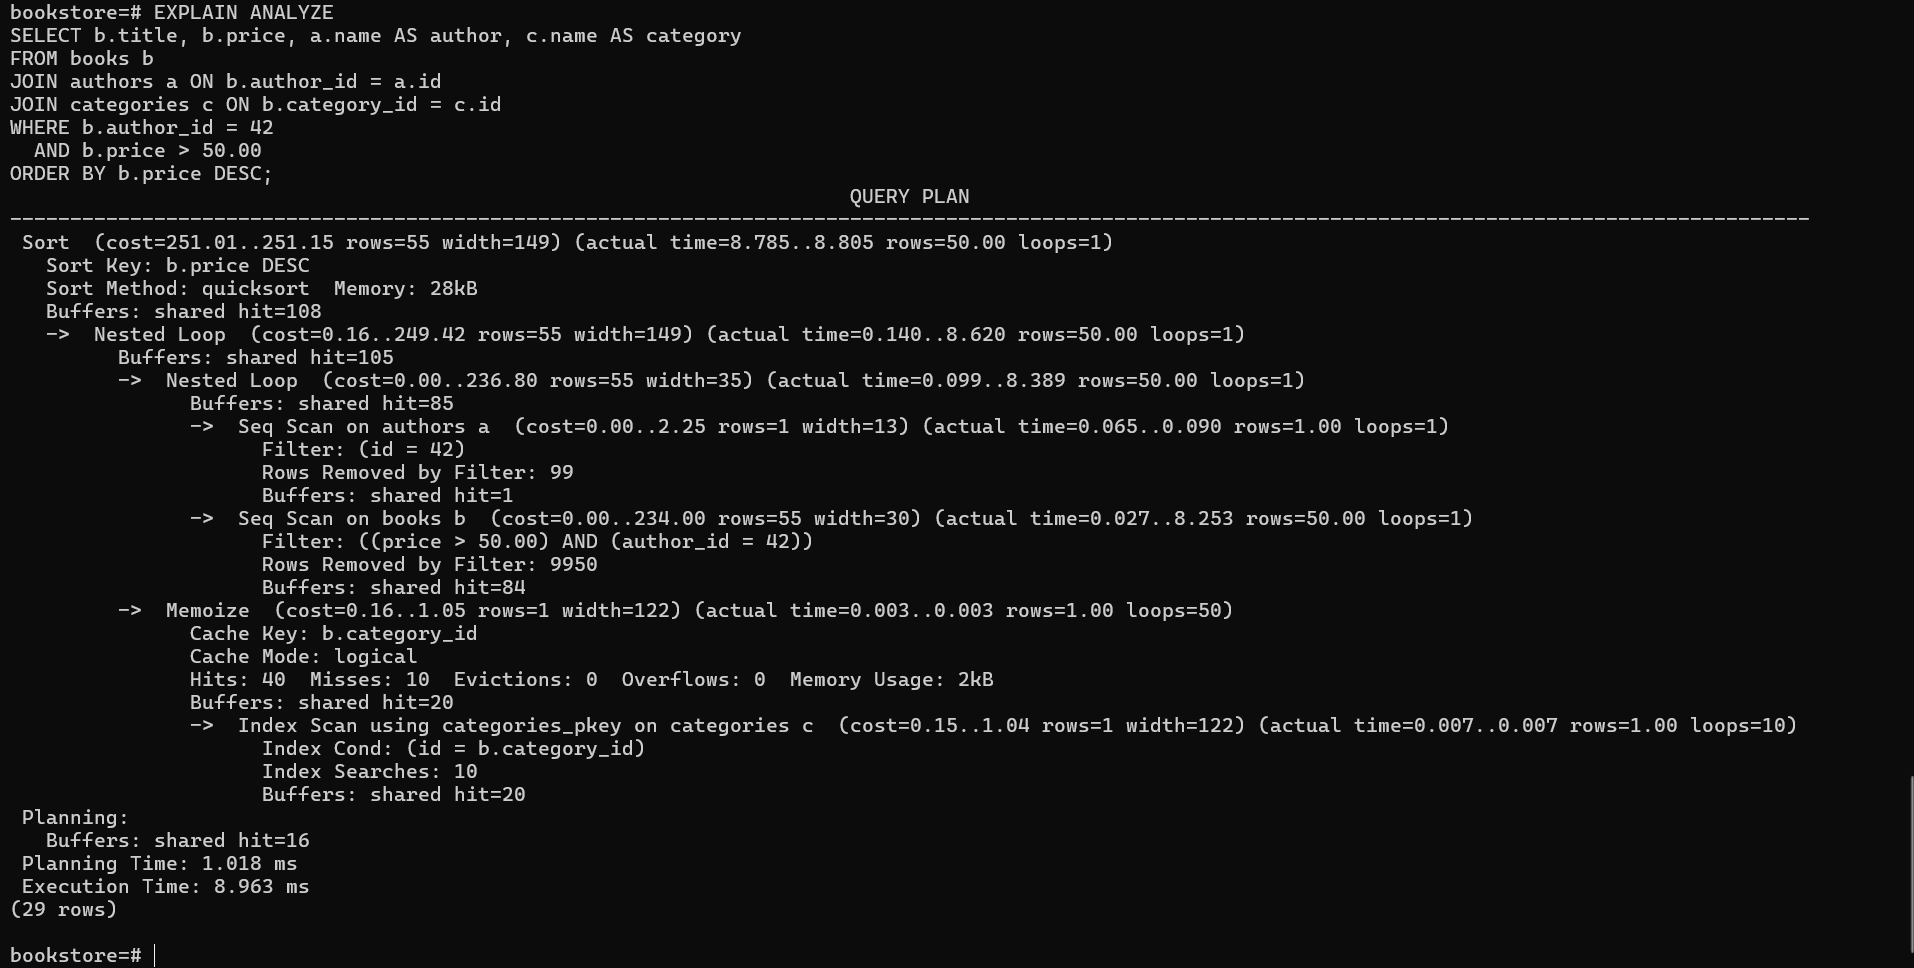 bookstore=# EXPLAIN ANALYZE
SELECT b.title, b.price, a.name AS author, c.name AS category
FROM books b
JOIN authors a ON b.author_id = a.id
JOIN categories c ON b.category_id = c.id
WHERE b.author_id = 42
  AND b.price > 50.00
ORDER BY b.price DESC;
                                                                      QUERY PLAN
------------------------------------------------------------------------------------------------------------------------------------------------------
 Sort  (cost=251.01..251.15 rows=55 width=149) (actual time=8.785..8.805 rows=50.00 loops=1)
   Sort Key: b.price DESC
   Sort Method: quicksort  Memory: 28kB
   Buffers: shared hit=108
   ->  Nested Loop  (cost=0.16..249.42 rows=55 width=149) (actual time=0.140..8.620 rows=50.00 loops=1)
         Buffers: shared hit=105
         ->  Nested Loop  (cost=0.00..236.80 rows=55 width=35) (actual time=0.099..8.389 rows=50.00 loops=1)
               Buffers: shared hit=85
               ->  Seq Scan on authors a  (cost=0.00..2.25 rows=1 width=13) (actual time=0.065..0.090 rows=1.00 loops=1)
                     Filter: (id = 42)
                     Rows Removed by Filter: 99
                     Buffers: shared hit=1
               ->  Seq Scan on books b  (cost=0.00..234.00 rows=55 width=30) (actual time=0.027..8.253 rows=50.00 loops=1)
                     Filter: ((price > 50.00) AND (author_id = 42))
                     Rows Removed by Filter: 9950
                     Buffers: shared hit=84
         ->  Memoize  (cost=0.16..1.05 rows=1 width=122) (actual time=0.003..0.003 rows=1.00 loops=50)
               Cache Key: b.category_id
               Cache Mode: logical
               Hits: 40  Misses: 10  Evictions: 0  Overflows: 0  Memory Usage: 2kB
               Buffers: shared hit=20
               ->  Index Scan using categories_pkey on categories c  (cost=0.15..1.04 rows=1 width=122) (actual time=0.007..0.007 rows=1.00 loops=10)
                     Index Cond: (id = b.category_id)
                     Index Searches: 10
                     Buffers: shared hit=20
 Planning:
   Buffers: shared hit=16
 Planning Time: 1.018 ms
 Execution Time: 8.963 ms
(29 rows)

bookstore=#